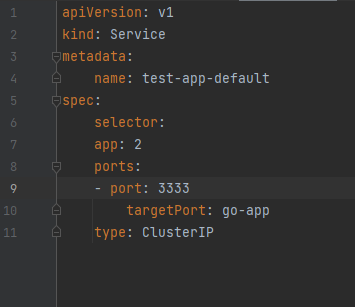 1 apiVersion: v1
2 kind: Service
3 metadata:
4     name: test-app-default
5 spec:
6     selector:
7     app: 2
8     ports:
9     - port: 3333
10         targetPort: go-app
11     type: ClusterIP